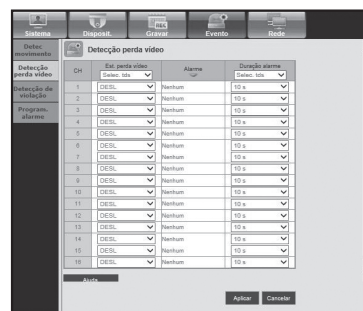 Sistema Disposit. Gravar Evento Rede
Detec movimento
Detecção perda vídeo
Detecção de violação
Program. alarme
Detecção perda vídeo
CH Est. perda vídeo Alarme Duração alarme
Selec. tds Selec. tds
1 DESL Nenhum 10 s
2 DESL Nenhum 10 s
3 DESL Nenhum 10 s
4 DESL Nenhum 10 s
5 DESL Nenhum 10 s
6 DESL Nenhum 10 s
7 DESL Nenhum 10 s
8 DESL Nenhum 10 s
9 DESL Nenhum 10 s
10 DESL Nenhum 10 s
11 DESL Nenhum 10 s
12 DESL Nenhum 10 s
13 DESL Nenhum 10 s
14 DESL Nenhum 10 s
15 DESL Nenhum 10 s
16 DESL Nenhum 10 s
Ajuda
Aplicar Cancelar